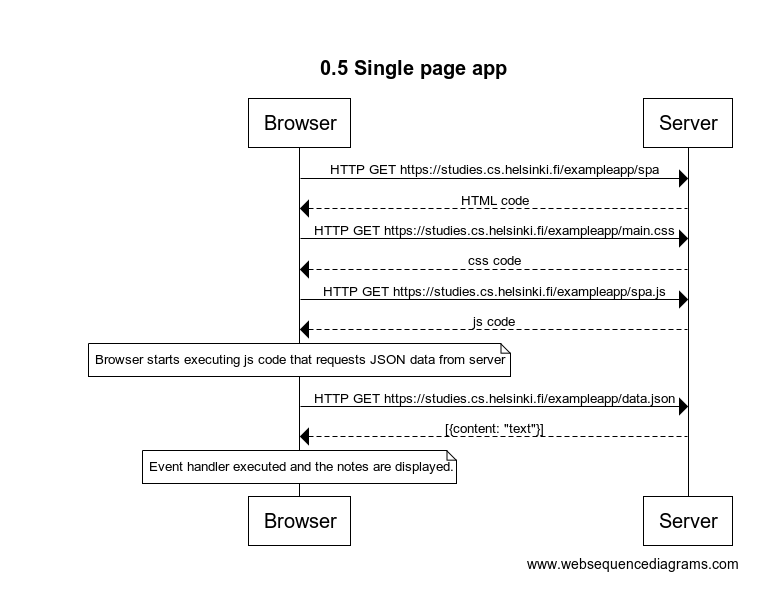 0.5 Single page app
Browser
Server
HTTP GET https://studies.cs.helsinki.fi/exampleapp/spa
HTML code
HTTP GET https://studies.cs.helsinki.fi/exampleapp/main.css
css code
HTTP GET https://studies.cs.helsinki.fi/exampleapp/spa.js
js code
Browser starts executing js code that requests JSON data from server
HTTP GET https://studies.cs.helsinki.fi/exampleapp/data.json
[{content: "text"}]
Event handler executed and the notes are displayed.
Browser
Server
www.websequencediagrams.com